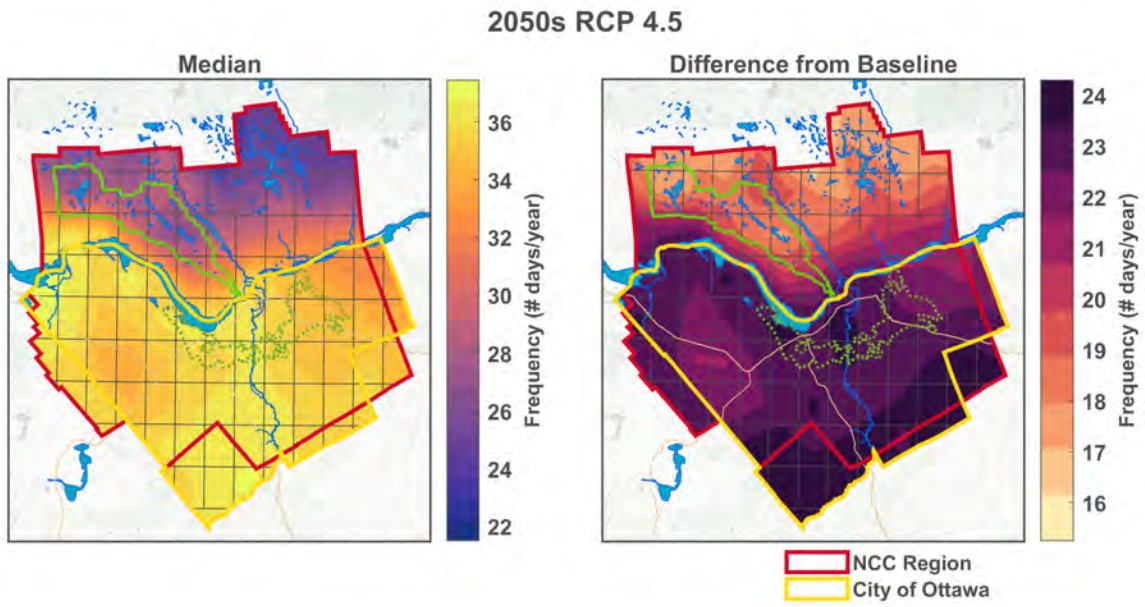 2050s RCP 4.5
Median
Difference from Baseline
36
34
32
30
28
26
24
22
Frequency (# days/year)
24
23
22
21
20
19
18
17
16
Frequency (# days/year)
NCC Region
City of Ottawa